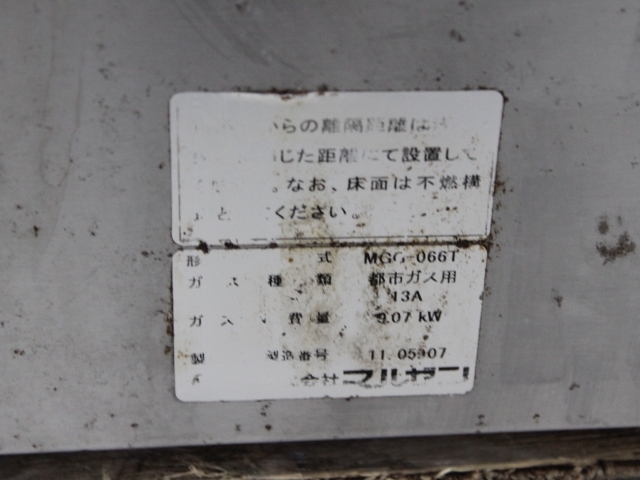 からの離隔距離は
じた距離にて設置して
。なお、床面は不燃構
と ください。
形 式 MGG-066T
ガス種類 都市ガス用
13A
ガス 費量 9.07 kW
製 製造番号 11.05907
会社 マルゼン